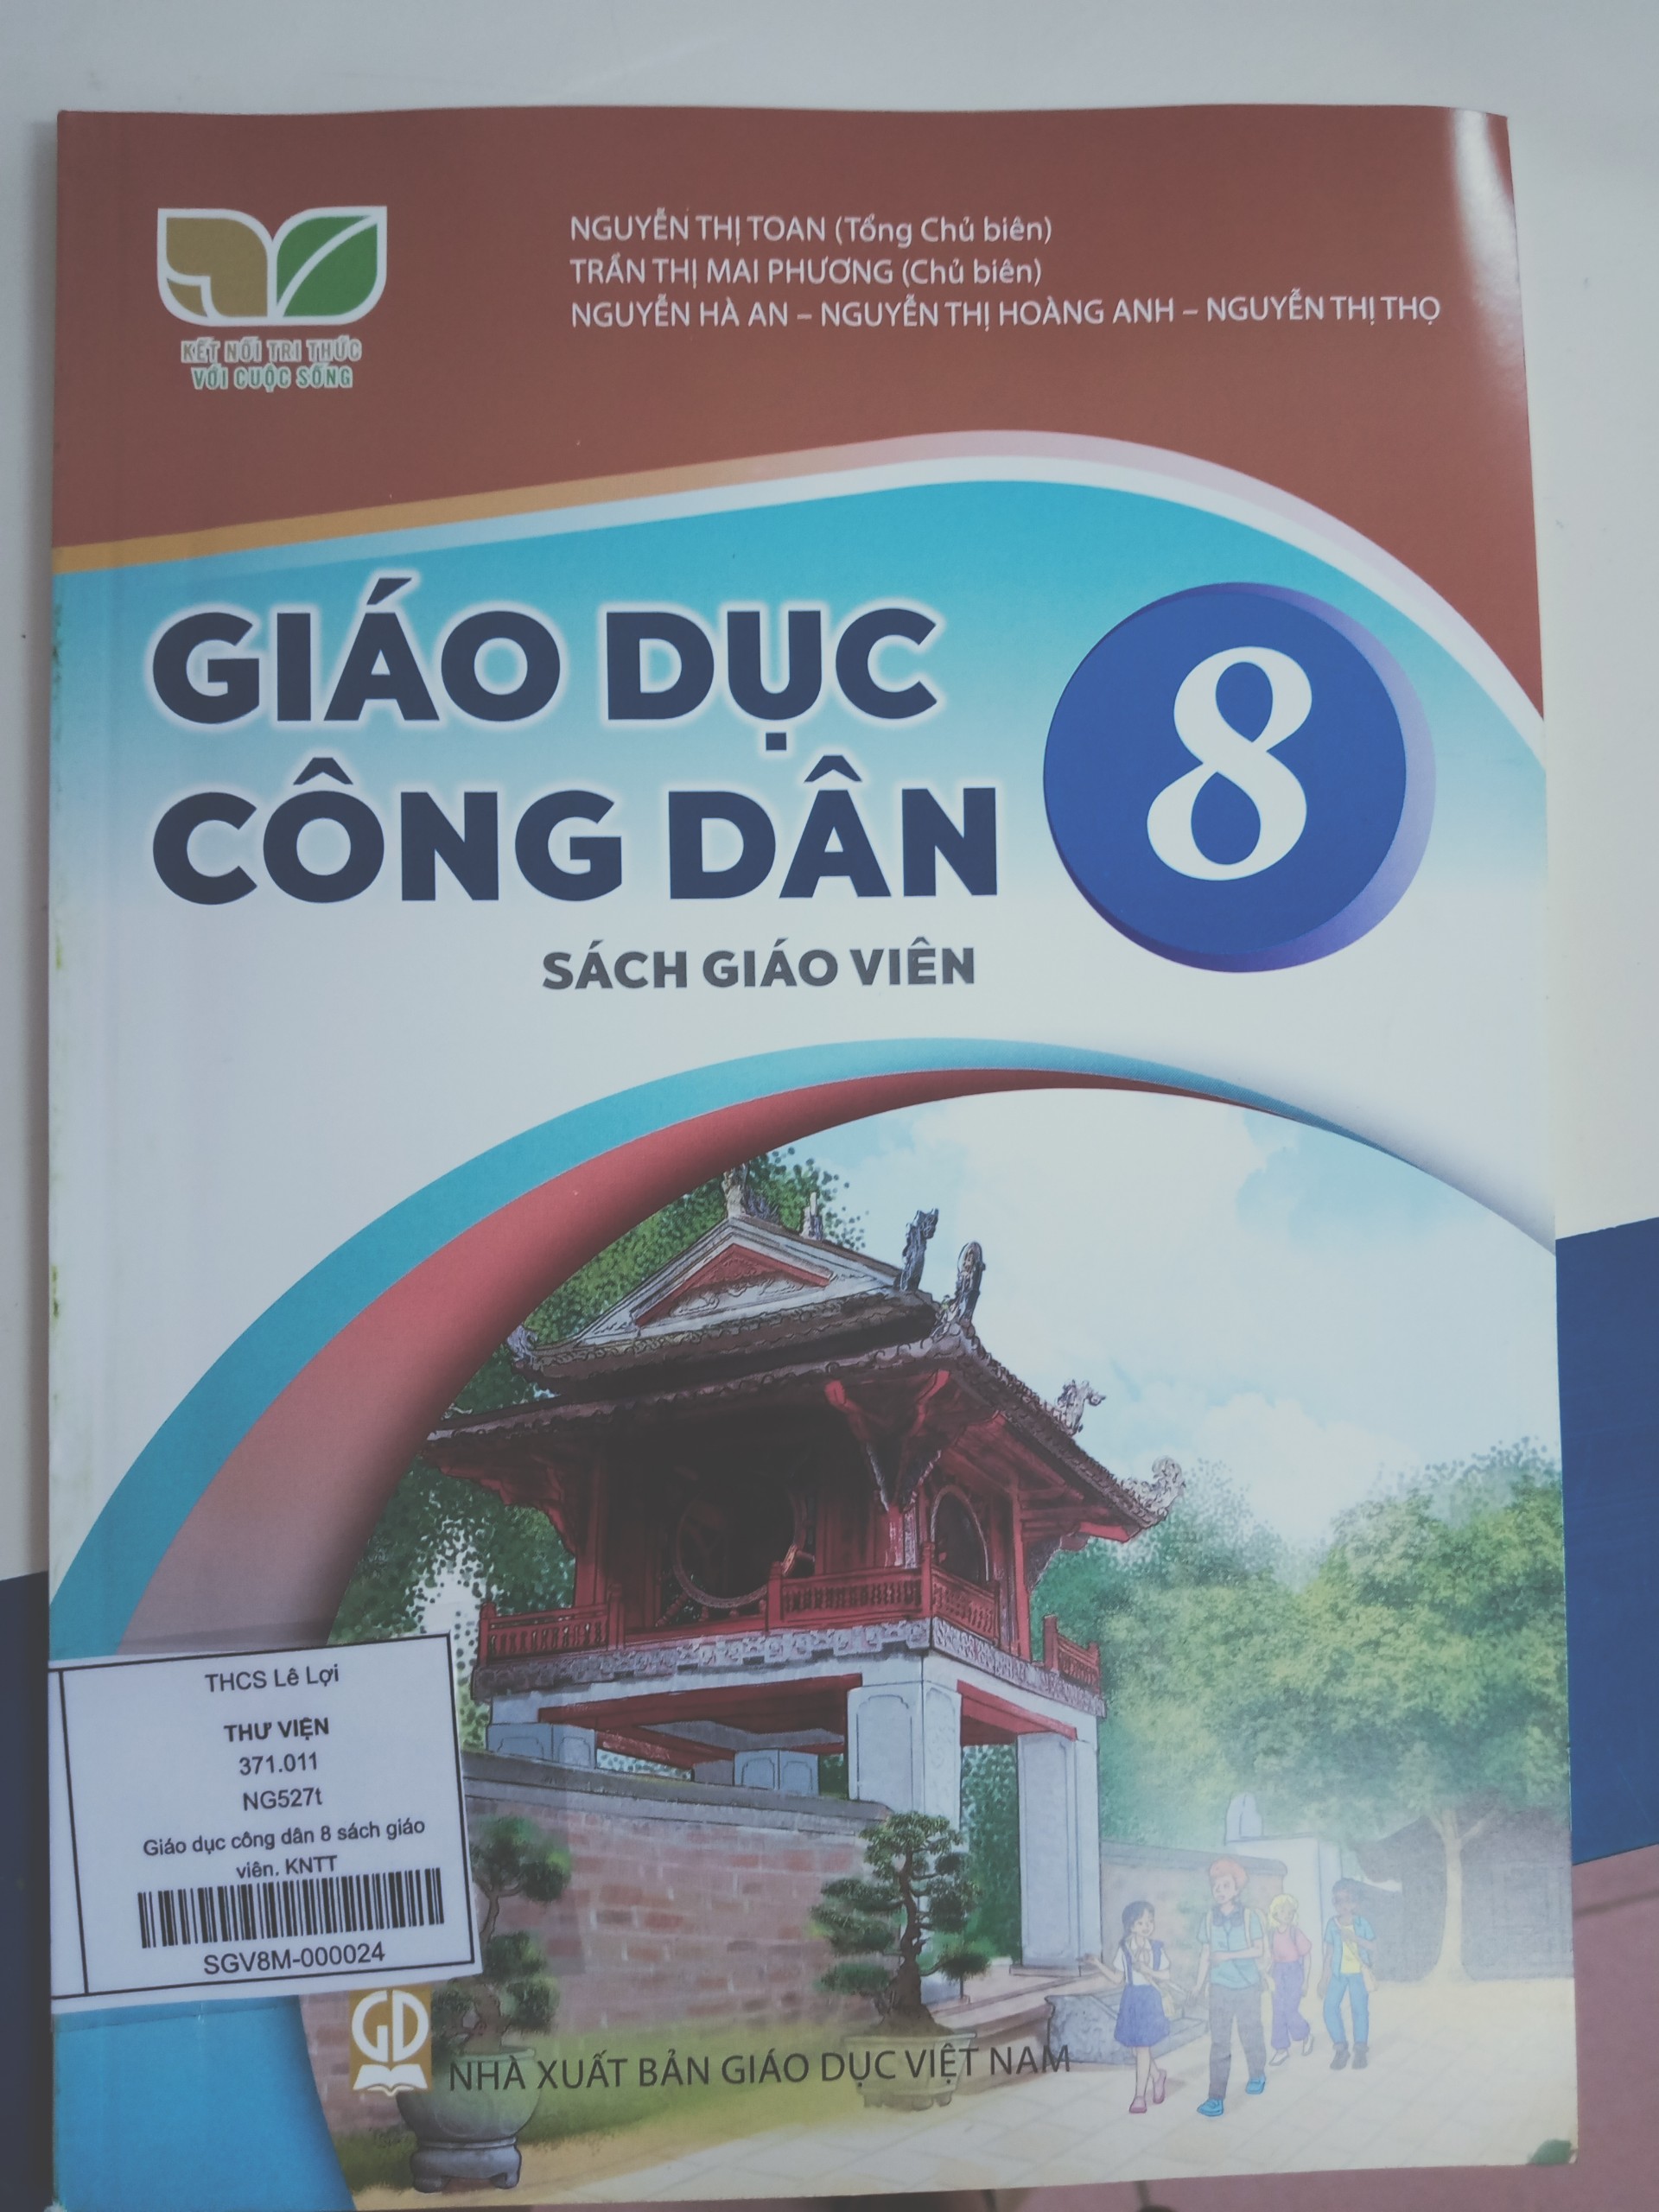 NGUYỄN THỊ TOAN (Tổng Chủ biên)
TRẦN THỊ MAI PHƯƠNG (Chủ biên)
NGUYỄN HÀ AN – NGUYỄN THỊ HOÀNG ANH – NGUYỄN THỊ THỌ
KẾT NỐI TRI THỨC
VỚI CUỘC SỐNG
GIÁO DỤC
CÔNG DÂN
8
SÁCH GIÁO VIÊN
THCS Lê Lợi
THƯ VIỆN
371.011
NG527t
Giáo dục công dân 8 sách giáo
viên. KNTT
SGV8M-000024
GD
NHÀ XUẤT BẢN GIÁO DỤC VIỆT NAM